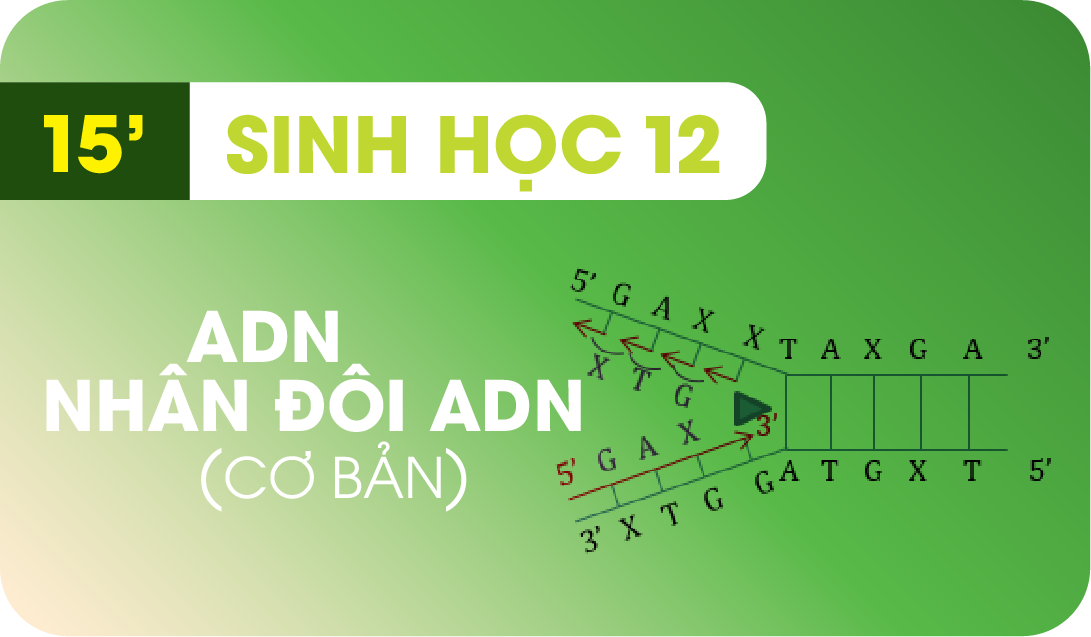 15’
SINH HỌC 12
ADN
NHÂN ĐÔI ADN
(CƠ BẢN)
5’ G A X X T A X G A 3’
X T G
3’
5’ G A X
3’ X T G G A T G X T 5’